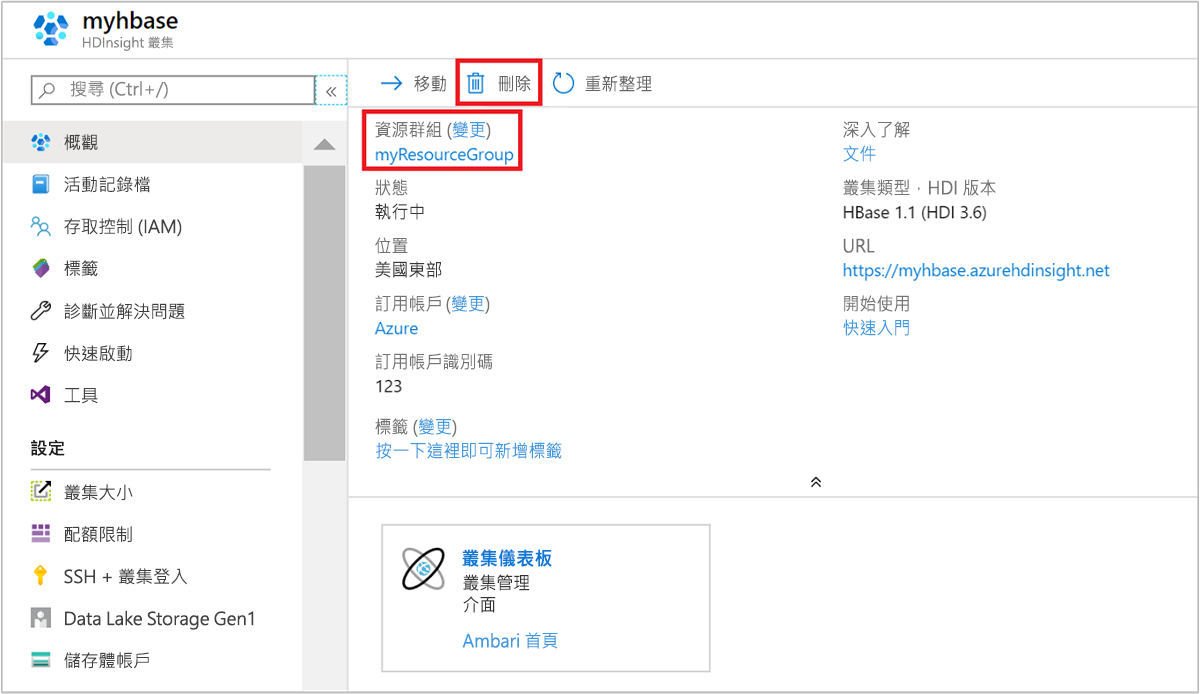 myhbase
HDInsight 叢集
搜尋 (Ctrl+/)
«
概觀
活動記錄檔
存取控制 (IAM)
標籤
診斷並解決問題
快速啟動
工具
設定
叢集大小
配額限制
SSH + 叢集登入
Data Lake Storage Gen1
儲存體帳戶
移動 刪除 重新整理
資源群組 (變更)
myResourceGroup
狀態
執行中
位置
美國東部
訂用帳戶 (變更)
Azure
訂用帳戶識別碼
123
標籤 (變更)
按一下這裡即可新增標籤
深入了解
文件
叢集類型，HDI 版本
HBase 1.1 (HDI 3.6)
URL
https://myhbase.azurehdinsight.net
開始使用
快速入門
叢集儀表板
叢集管理
介面
Ambari 首頁